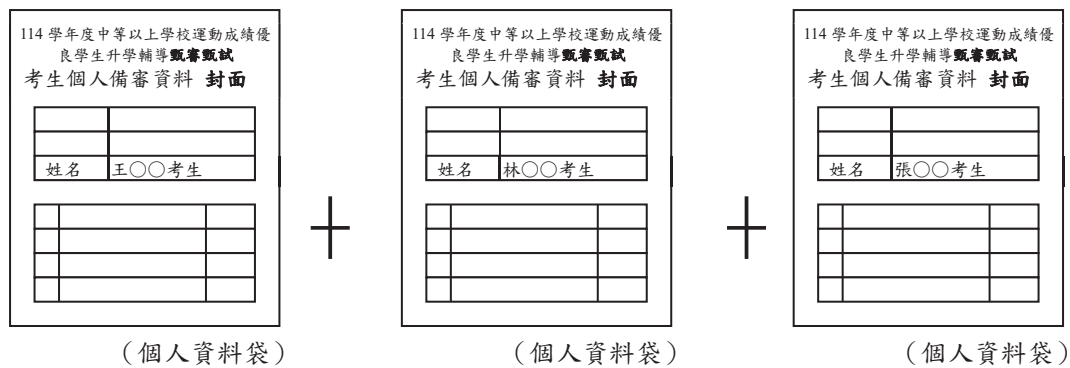 114 學年度中等以上學校運動成績優
良學生升學輔導甄審甄試
考生個人備審資料 封面
姓名 王○○考生
(個人資料袋)
+
114 學年度中等以上學校運動成績優
良學生升學輔導甄審甄試
考生個人備審資料 封面
姓名 林○○考生
(個人資料袋)
+
114 學年度中等以上學校運動成績優
良學生升學輔導甄審甄試
考生個人備審資料 封面
姓名 張○○考生
(個人資料袋)